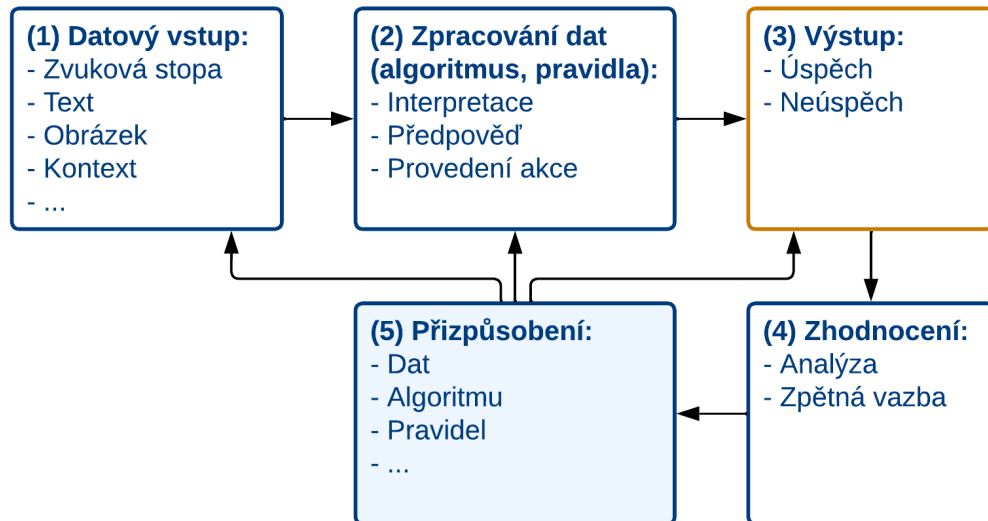 (1) Datový vstup:
- Zvuková stopa
- Text
- Obrázek
- Kontext
- ...
(2) Zpracování dat
(algoritmus, pravidla):
- Interpretace
- Předpověď
- Provedení akce
(3) Výstup:
- Úspěch
- Neúspěch
(5) Přizpůsobení:
- Dat
- Algoritmu
- Pravidel
- ...
(4) Zhodnocení:
- Analýza
- Zpětná vazba